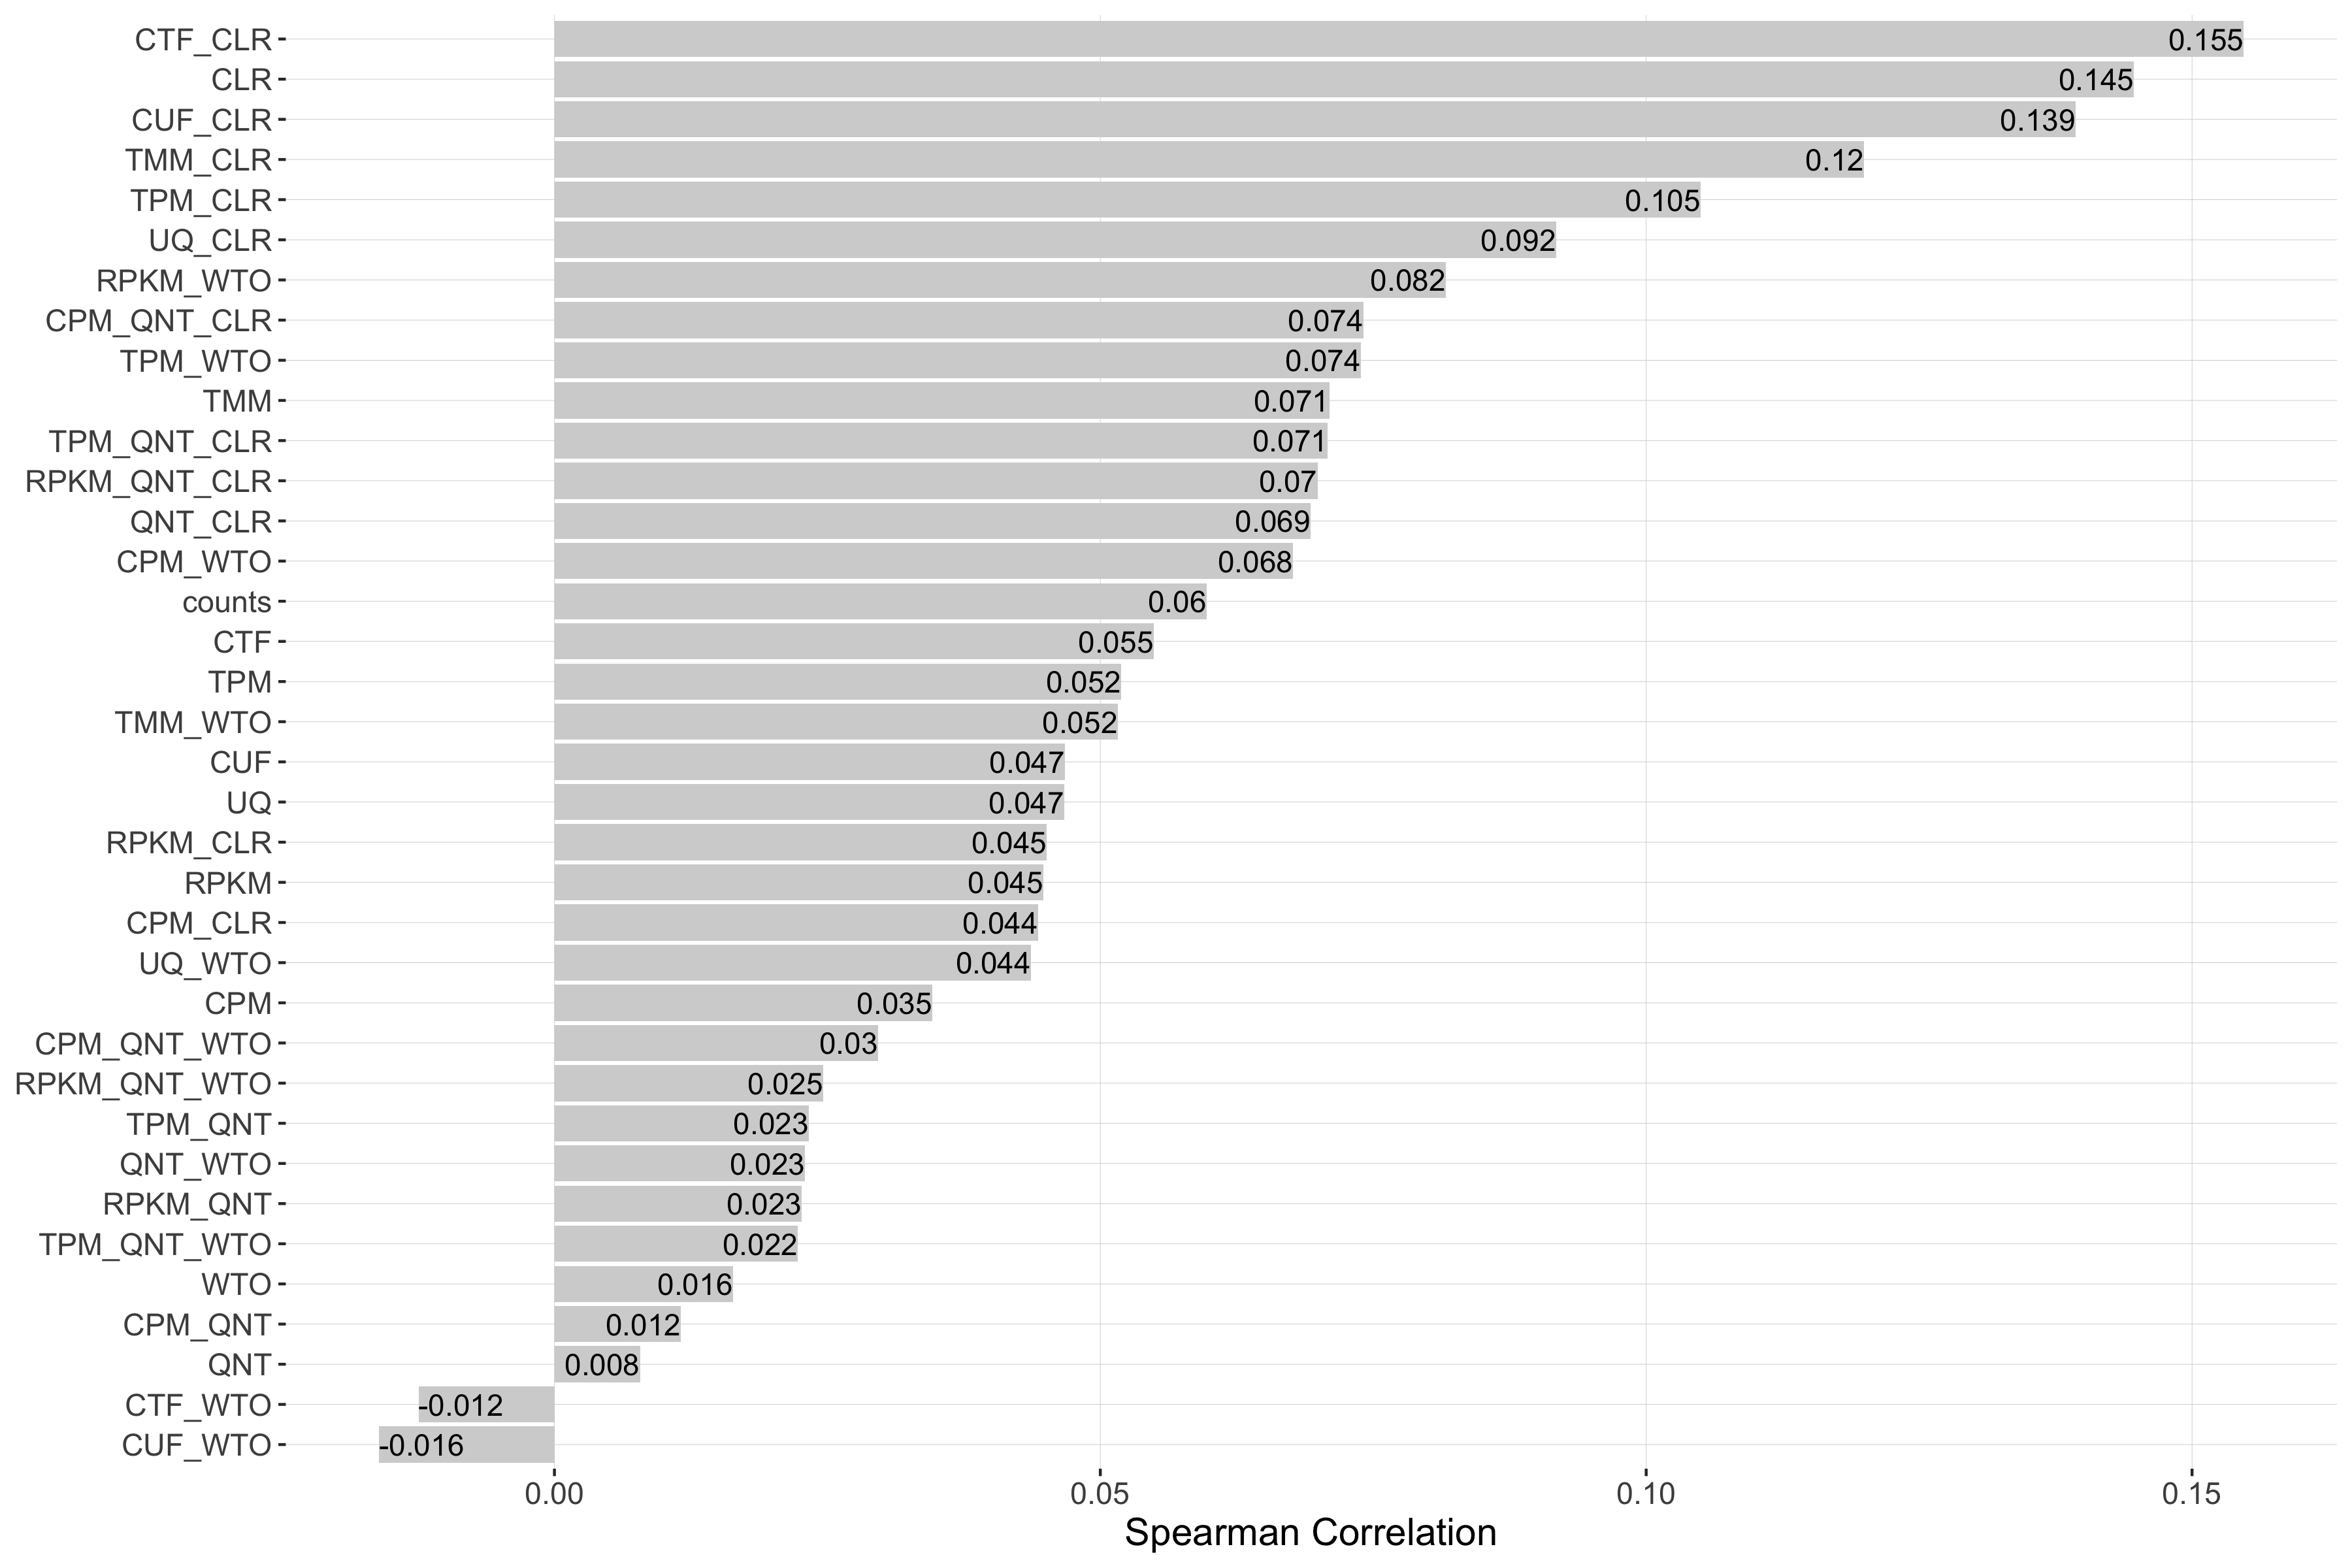 CTF_CLR 0.155
CLR 0.145
CUF_CLR 0.139
TMM_CLR 0.12
TPM_CLR 0.105
UQ_CLR 0.092
RPKM_WTO 0.082
CPM_QNT_CLR 0.074
TPM_WTO 0.074
TMM 0.071
TPM_QNT_CLR 0.071
RPKM_QNT_CLR 0.07
QNT_CLR 0.069
CPM_WTO 0.068
counts 0.06
CTF 0.055
TPM 0.052
TMM_WTO 0.052
CUF 0.047
UQ 0.047
RPKM_CLR 0.045
RPKM 0.045
CPM_CLR 0.044
UQ_WTO 0.044
CPM 0.035
CPM_QNT_WTO 0.03
RPKM_QNT_WTO 0.025
TPM_QNT 0.023
QNT_WTO 0.023
RPKM_QNT 0.023
TPM_QNT_WTO 0.022
WTO 0.016
CPM_QNT 0.012
QNT 0.008
CTF_WTO -0.012
CUF_WTO -0.016
0.00 0.05 0.10 0.15
Spearman Correlation